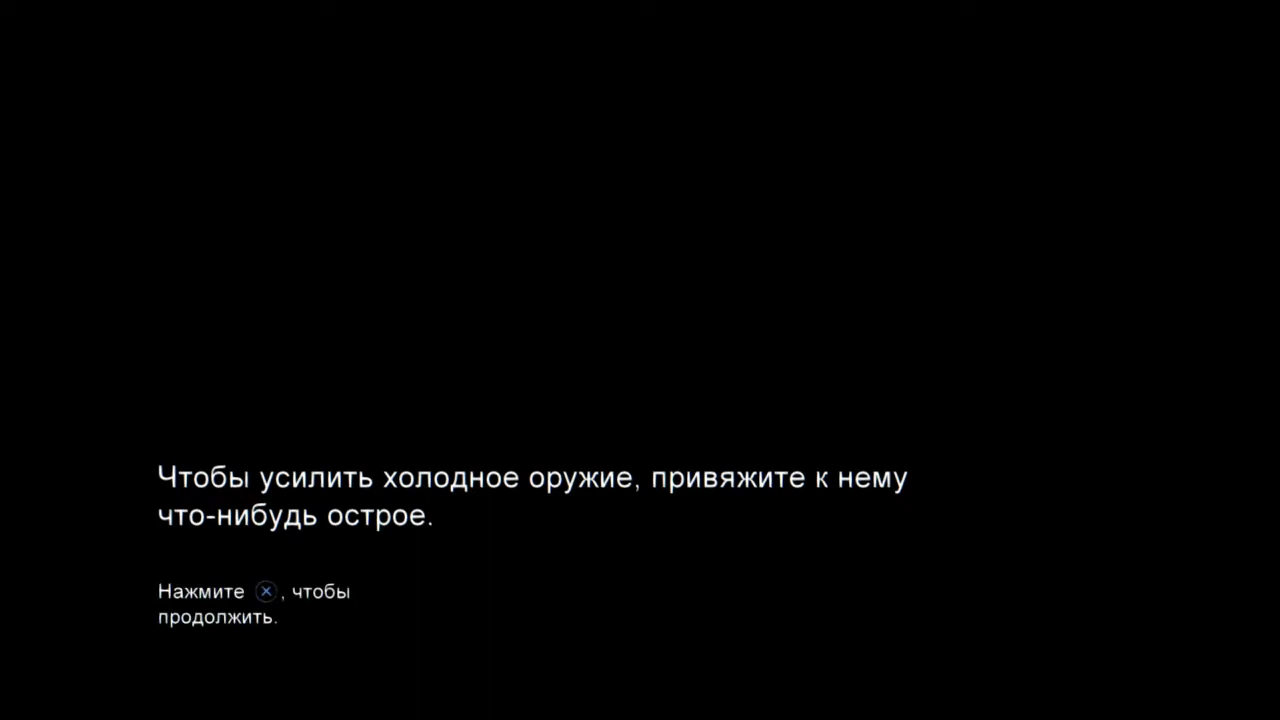 Чтобы усилить холодное оружие, привяжите к нему
что-нибудь острое.
Нажмите ⓧ, чтобы
продолжить.